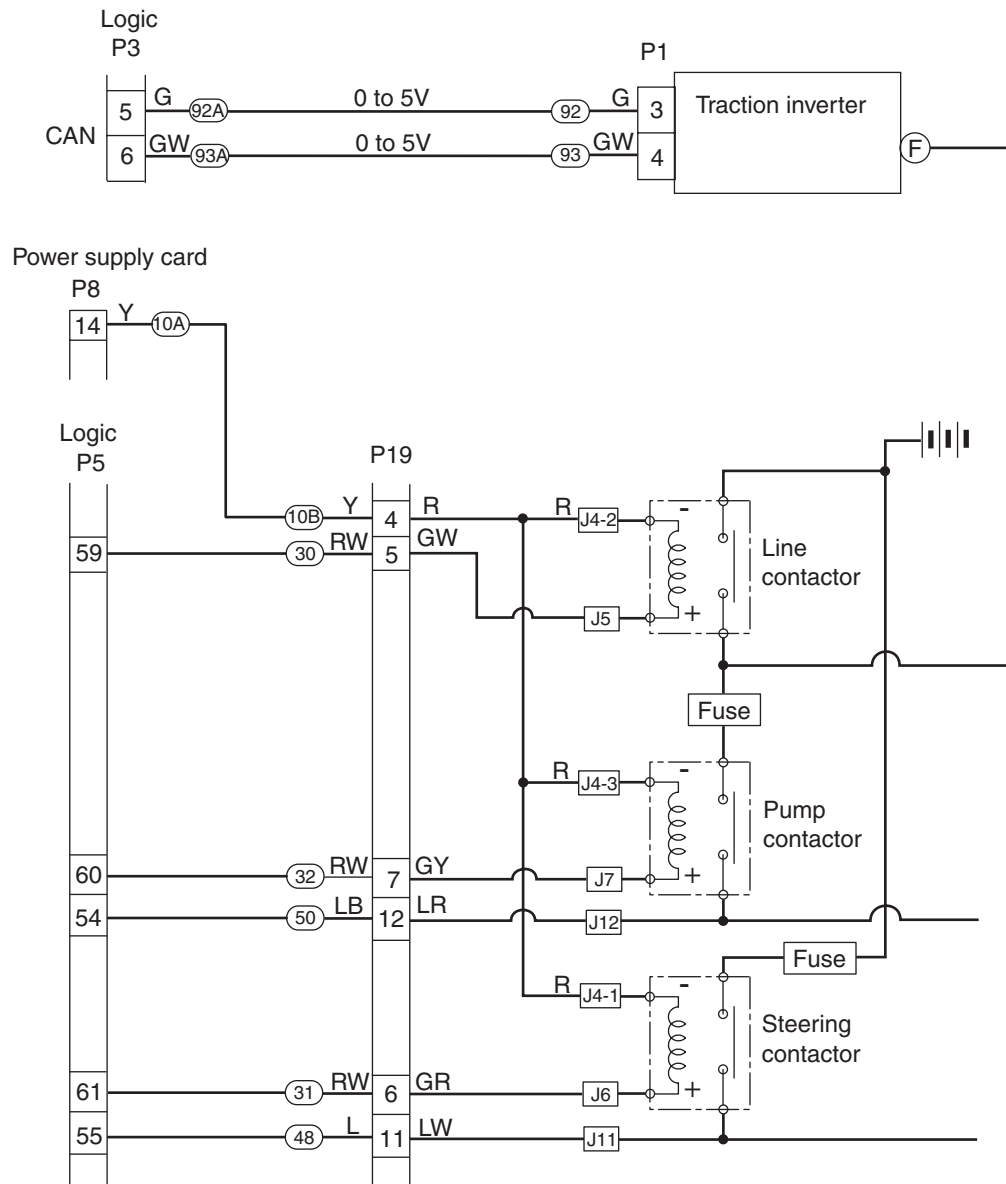 Logic
P3
P1
CAN
5 G 92A 0 to 5V 92 G 3
Traction inverter
6 GW 93A 0 to 5V 93 GW 4
F
Power supply card
P8
14 Y 10A
Logic
P5
P19
10B Y 4 R R J4-2 -
59 30 RW 5 GW
Line
contactor
J5 +
Fuse
R J4-3 -
Pump
contactor
60 32 RW 7 GY J7 +
54 50 LB 12 LR J12
Fuse
R J4-1 -
Steering
contactor
61 31 RW 6 GR J6 +
55 48 L 11 LW J11